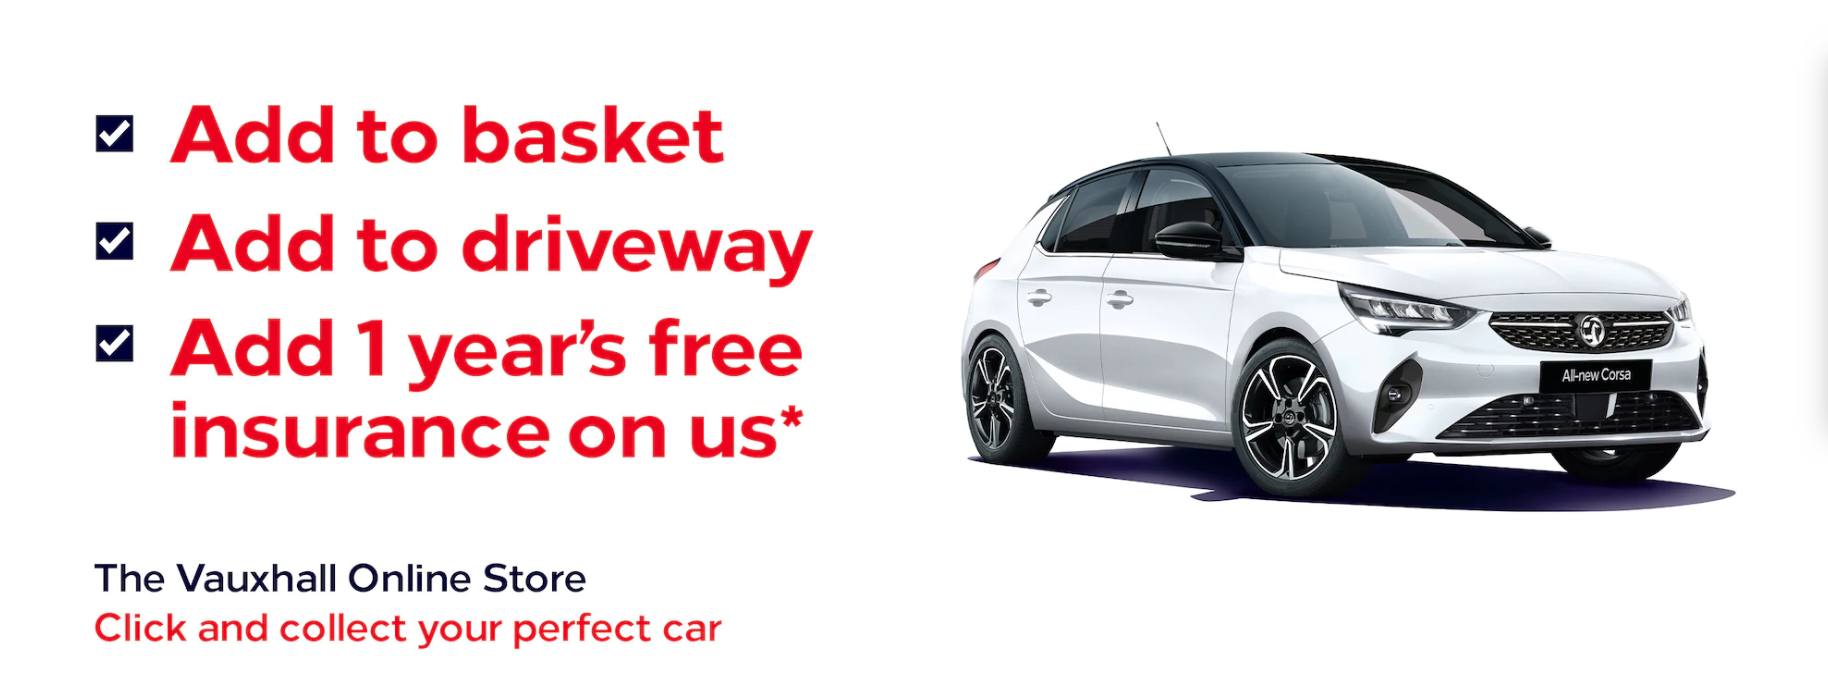 Add to basket
Add to driveway
Add 1 year’s free
insurance on us*
All-new Corsa
The Vauxhall Online Store
Click and collect your perfect car